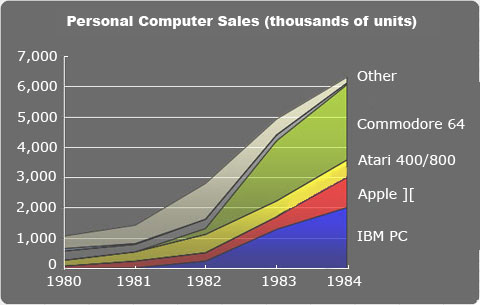 Personal Computer Sales (thousands of units)
7,000
6,000
5,000
4,000
3,000
2,000
1,000
0
1980 1981 1982 1983 1984
Other
Commodore 64
Atari 400/800
Apple ][
IBM PC